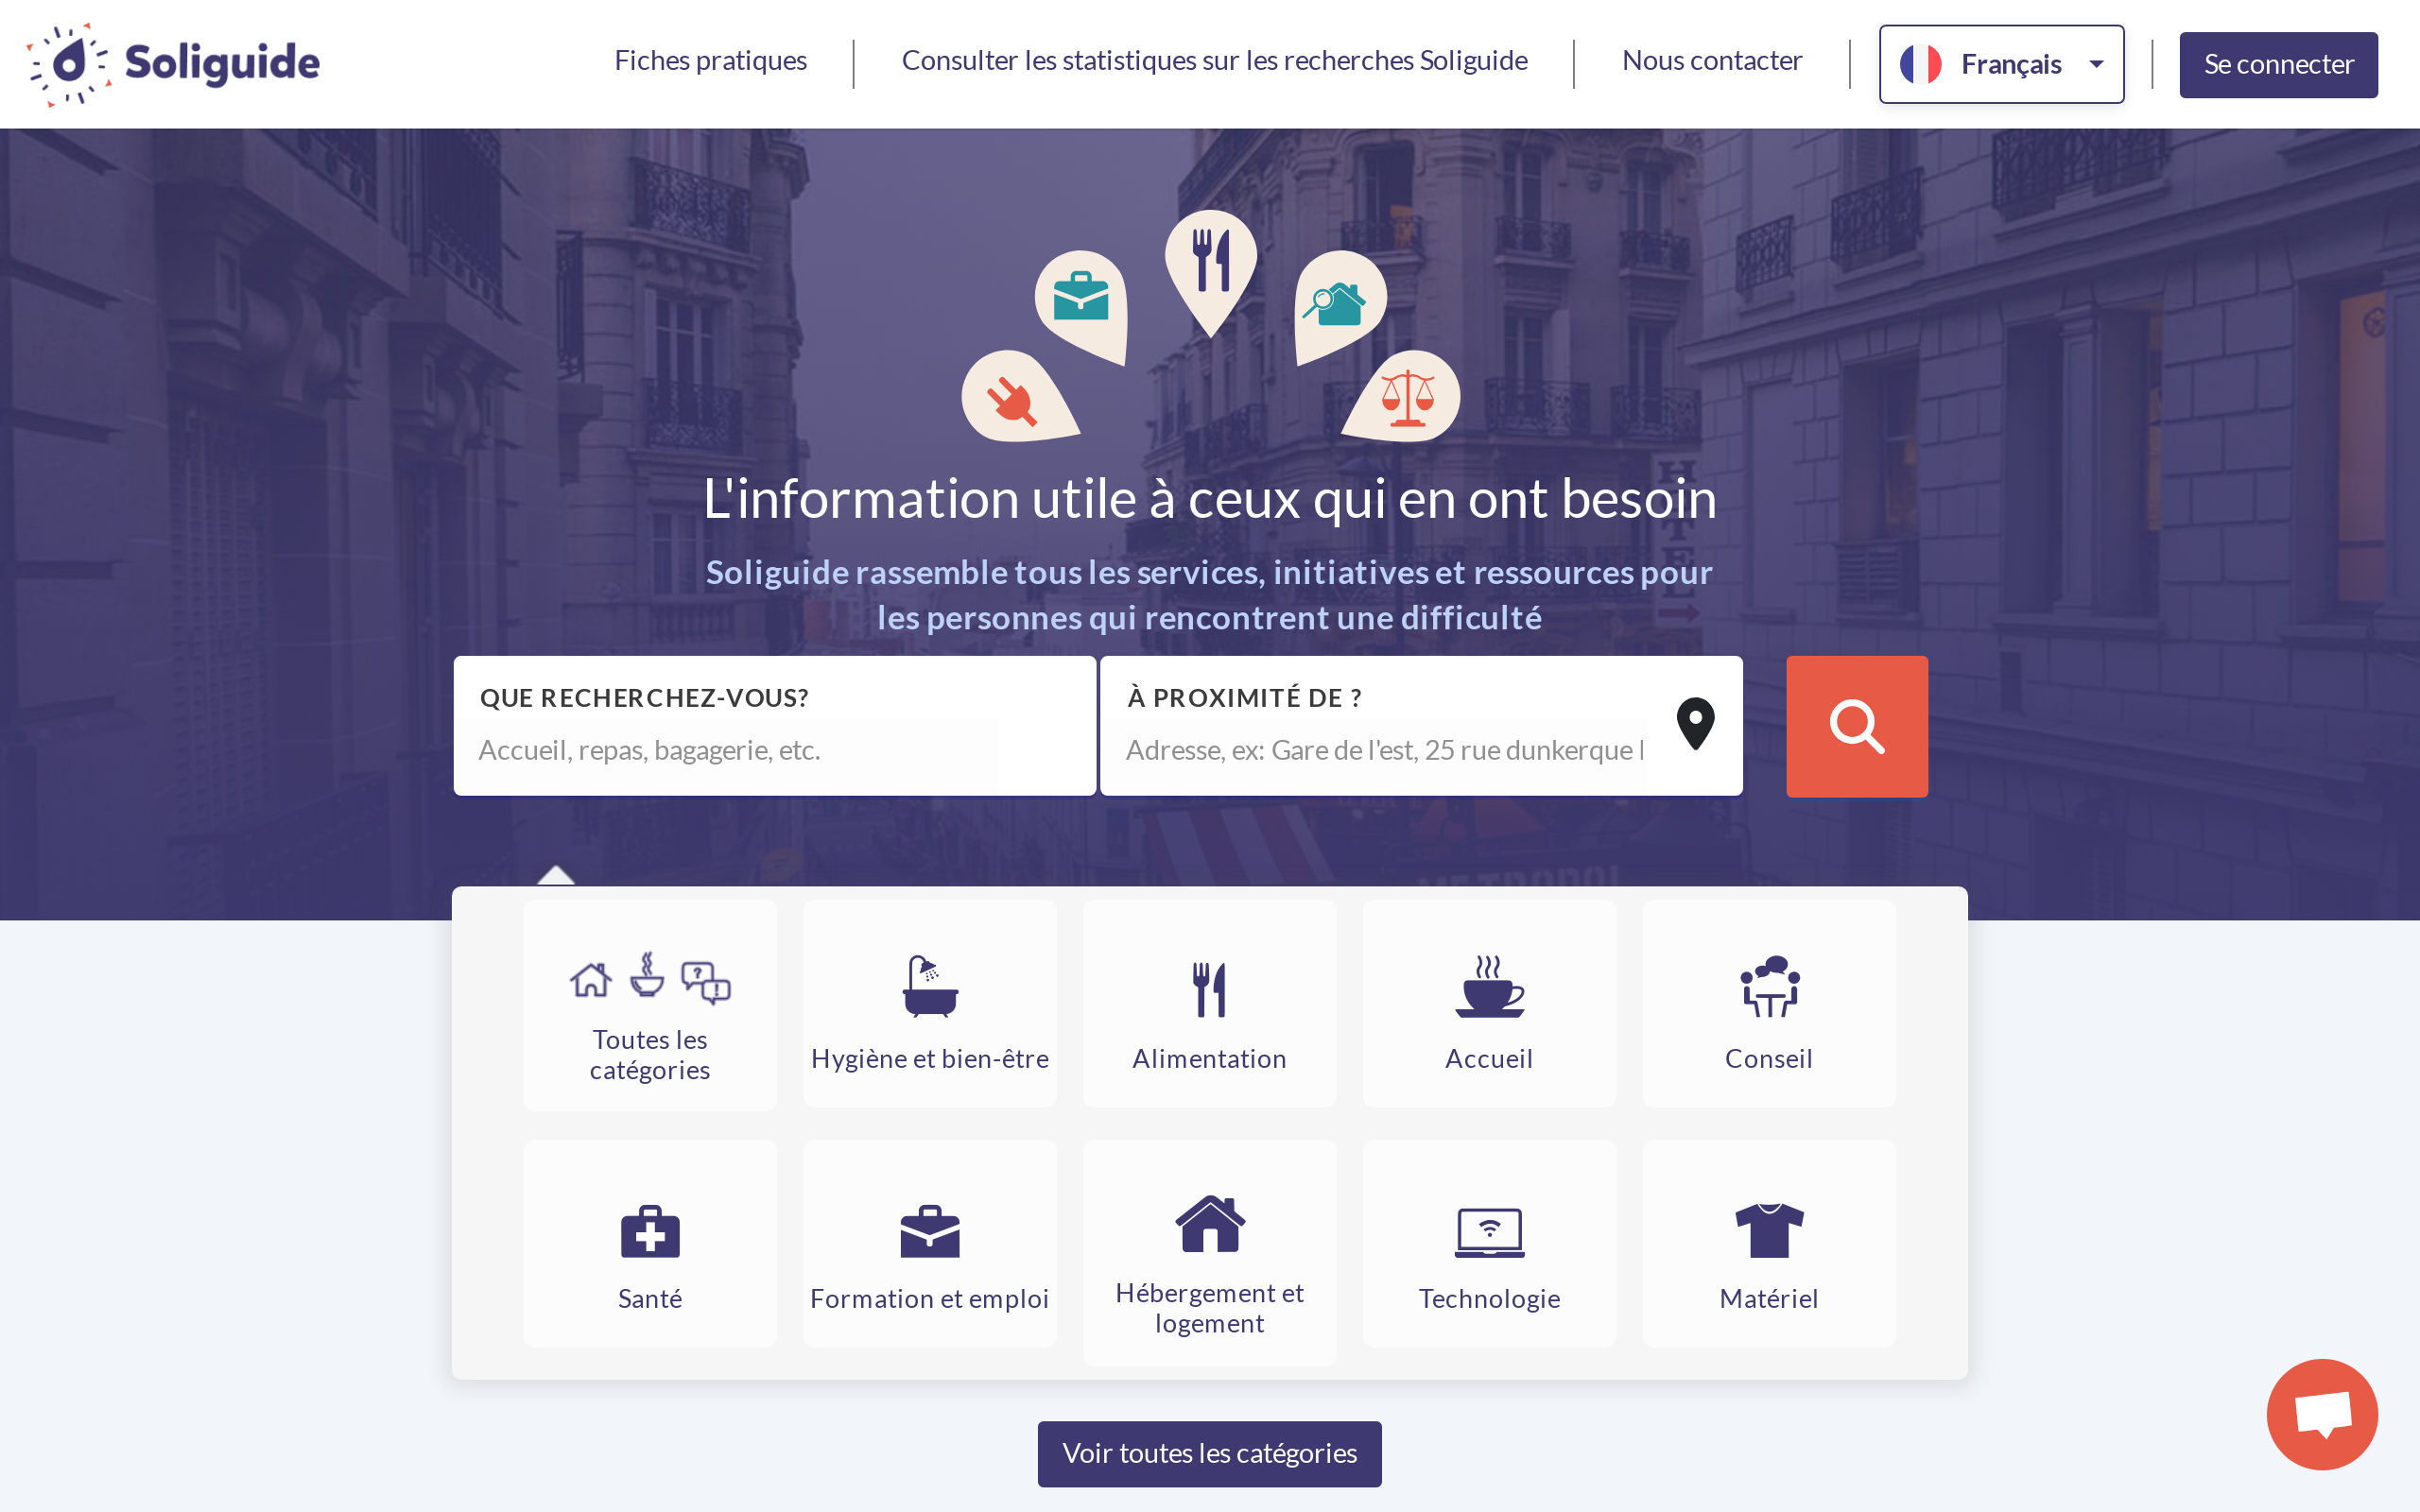 Soliguide
Fiches pratiques
Consulter les statistiques sur les recherches Soliguide
Nous contacter
Français
Se connecter
HÔTEL
L'information utile à ceux qui en ont besoin
Soliguide rassemble tous les services, initiatives et ressources pour
les personnes qui rencontrent une difficulté
QUE RECHERCHEZ-VOUS?
Accueil, repas, bagagerie, etc.
À PROXIMITÉ DE ?
Adresse, ex: Gare de l'est, 25 rue dunkerque
Toutes les
catégories
Hygiène et bien-être
Alimentation
Accueil
Conseil
Santé
Formation et emploi
Hébergement et
logement
Technologie
Matériel
Voir toutes les catégories